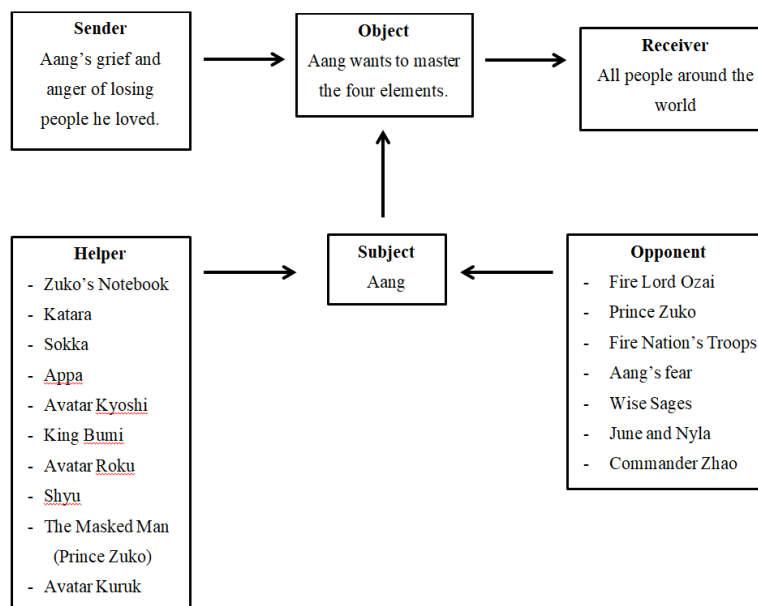 Sender
Aang's grief and
anger of losing
people he loved.
Object
Aang wants to master
the four elements.
Receiver
All people around the
world
Helper
- Zuko's Notebook
- Katara
- Sokka
- Appa
- Avatar Kyoshi
- King Bumi
- Avatar Roku
- Shyu
- The Masked Man
(Prince Zuko)
- Avatar Kuruk
Subject
Aang
Opponent
- Fire Lord Ozai
- Prince Zuko
- Fire Nation's Troops
- Aang's fear
- Wise Sages
- June and Nyla
- Commander Zhao